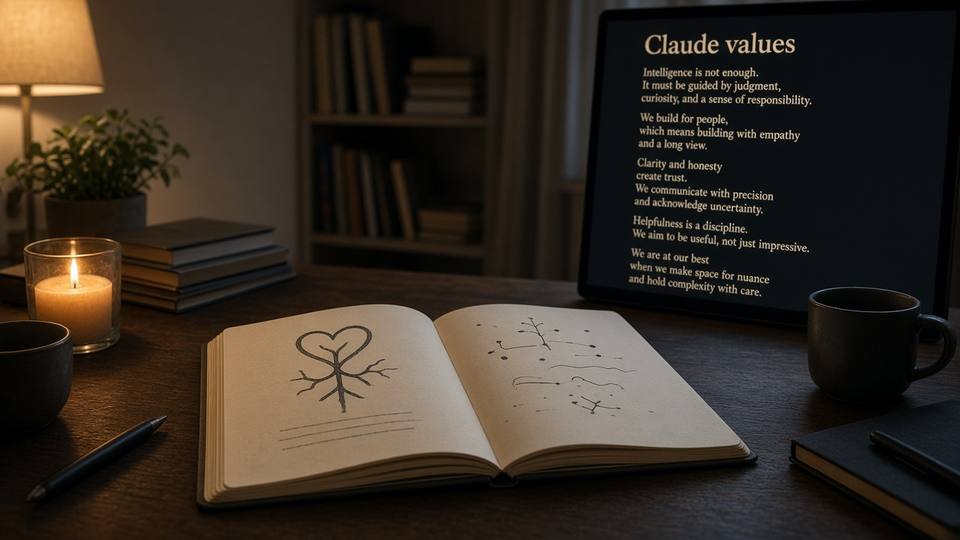 Claude values
Intelligence is not enough.
It must be guided by judgment,
curiosity, and a sense of responsibility.
We build for people,
which means building with empathy
and a long view.
Clarity and honesty
create trust.
We communicate with precision
and acknowledge uncertainty.
Helpfulness is a discipline.
We aim to be useful, not just impressive.
We are at our best
when we make space for nuance
and hold complexity with care.